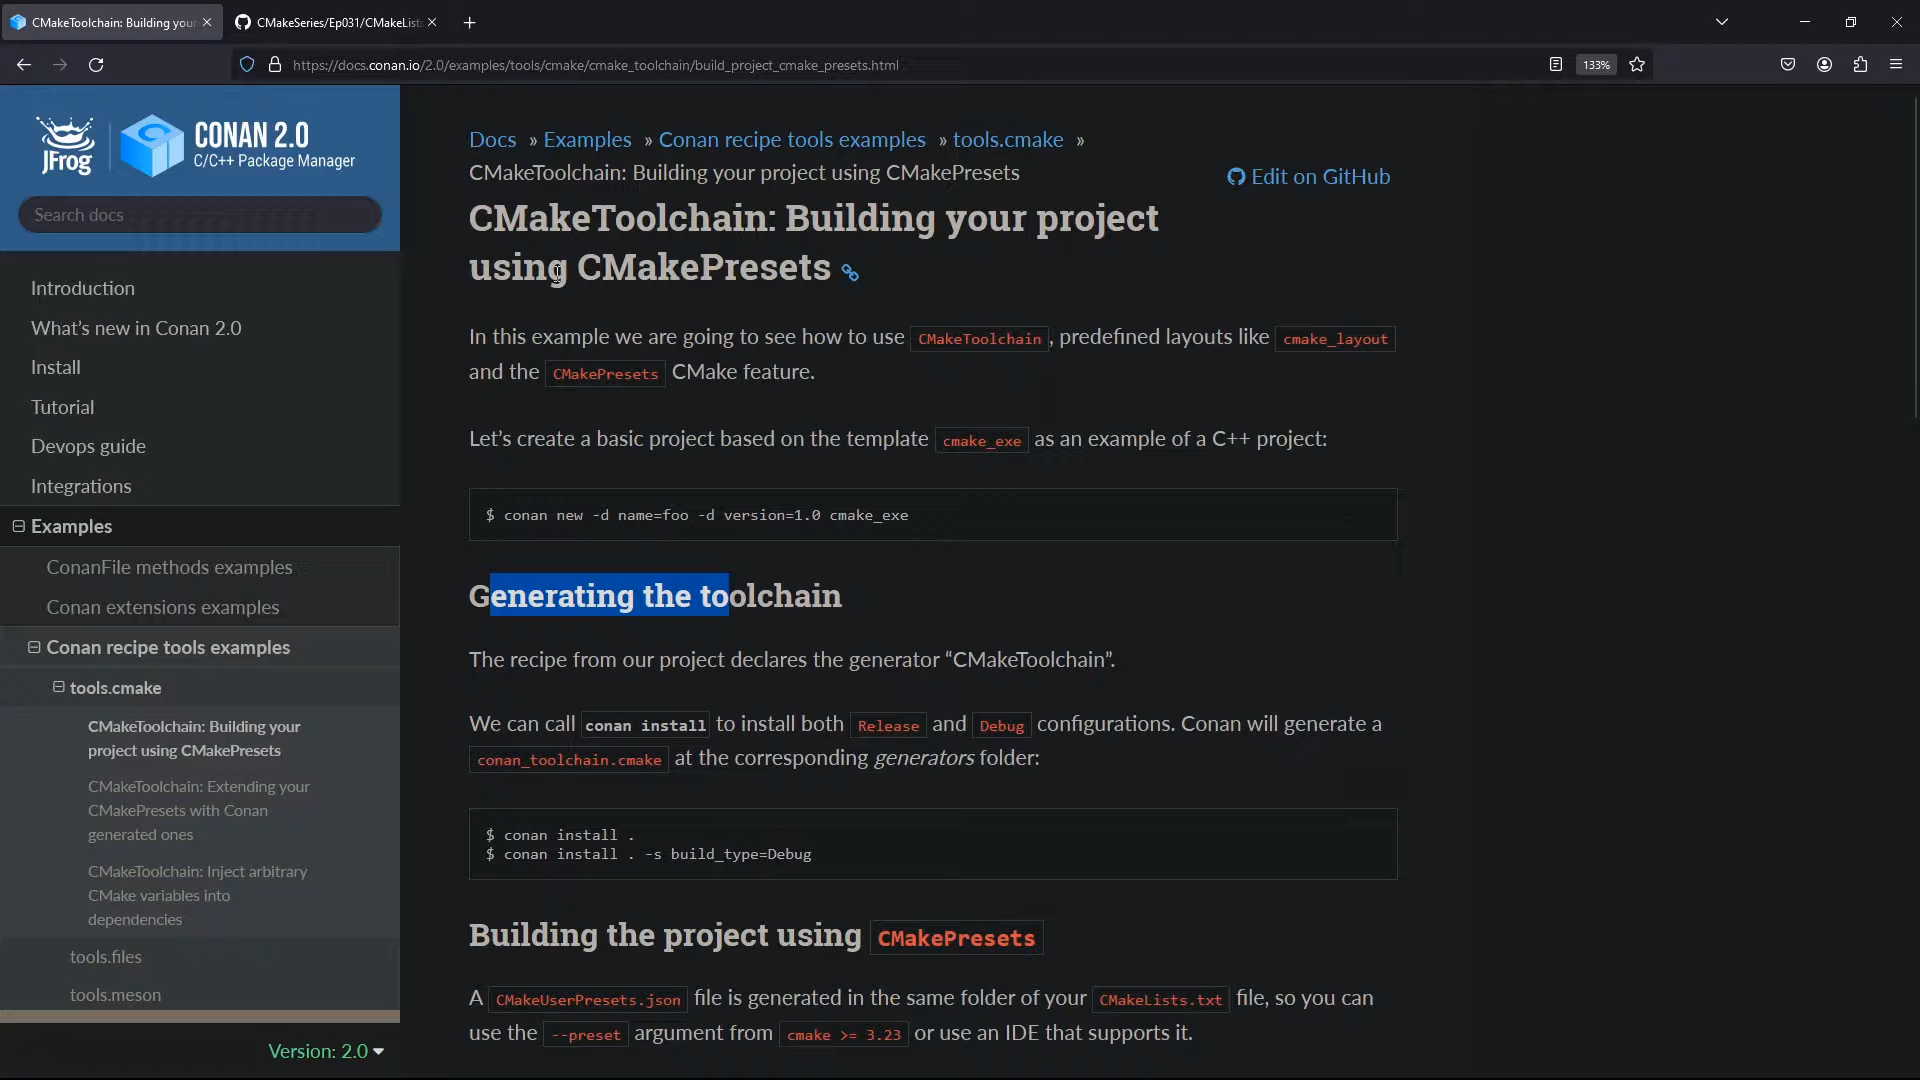 CMakeToolchain: Building your
CMakeSeries/Ep031/CMakeLists
https://docs.conan.io/2.0/examples/tools/cmake/cmake_toolchain/build_project_cmake_presets.html
133%
JFrog
CONAN 2.0
C/C++ Package Manager
Search docs
Introduction
What's new in Conan 2.0
Install
Tutorial
Devops guide
Integrations
Examples
ConanFile methods examples
Conan extensions examples
Conan recipe tools examples
tools.cmake
CMakeToolchain: Building your
project using CMakePresets
CMakeToolchain: Extending your
CMakePresets with Conan
generated ones
CMakeToolchain: Inject arbitrary
CMake variables into
dependencies
tools.files
tools.meson
Version: 2.0
Docs » Examples » Conan recipe tools examples » tools.cmake »
CMakeToolchain: Building your project using CMakePresets
Edit on GitHub
CMakeToolchain: Building your project
using CMakePresets
In this example we are going to see how to use CMakeToolchain, predefined layouts like cmake_layout
and the CMakePresets CMake feature.
Let's create a basic project based on the template cmake_exe as an example of a C++ project:
$ conan new -d name=foo -d version=1.0 cmake_exe
Generating the toolchain
The recipe from our project declares the generator “CMakeToolchain”.
We can call conan install to install both Release and Debug configurations. Conan will generate a
conan_toolchain.cmake at the corresponding generators folder:
$ conan install .
$ conan install . -s build_type=Debug
Building the project using CMakePresets
A CMakeUserPresets.json file is generated in the same folder of your CMakeLists.txt file, so you can
use the --preset argument from cmake >= 3.23 or use an IDE that supports it.